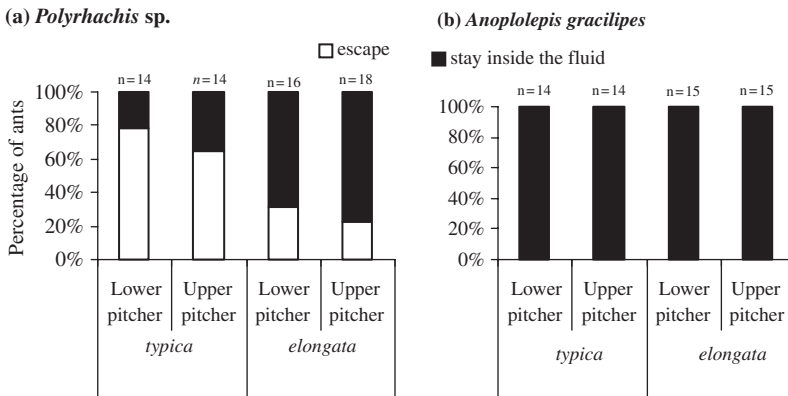 (a) Polyrhachis sp.
escape
n=14 n=14 n=16 n=18
100%
80%
60%
40%
20%
0%
Percentage of ants
Lower pitcher Upper pitcher Lower pitcher Upper pitcher
typica elongata
(b) Anoplolepis gracilipes
stay inside the fluid
n=14 n=14 n=15 n=15
100%
80%
60%
40%
20%
0%
Lower pitcher Upper pitcher Lower pitcher Upper pitcher
typica elongata